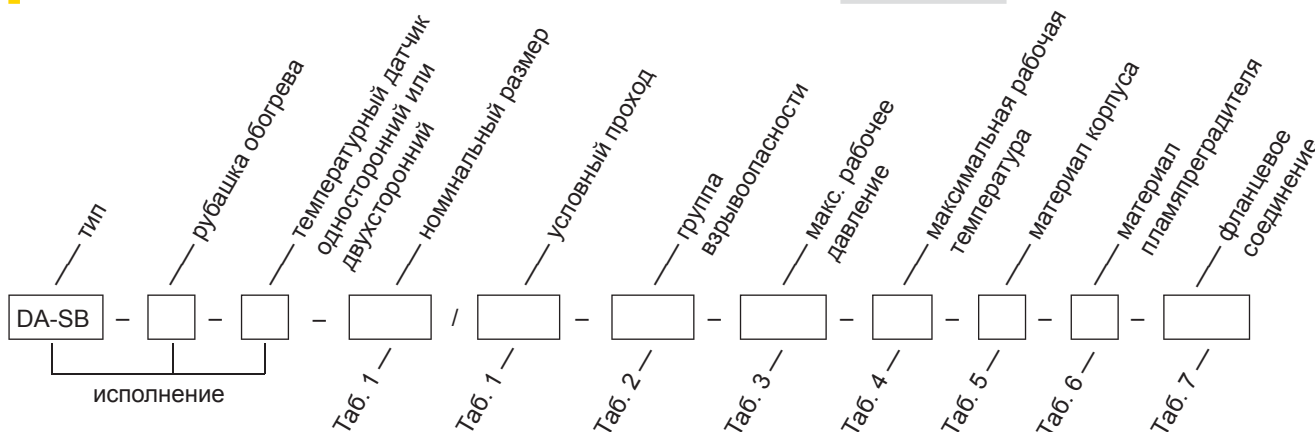 тип
рубашка обогрева
температурный датчик
односторонний или
двухсторонний
номинальный размер
условный проход
группа
взрывоопасности
макс. рабочее
давление
максимальная рабочая
температура
материал корпуса
материал
пламяпреградителя
фланцевое
соединение
DA-SB – – – / – – – – – –
исполнение
Таб. 1
Таб. 1
Таб. 2
Таб. 3
Таб. 4
Таб. 5
Таб. 6
Таб. 7